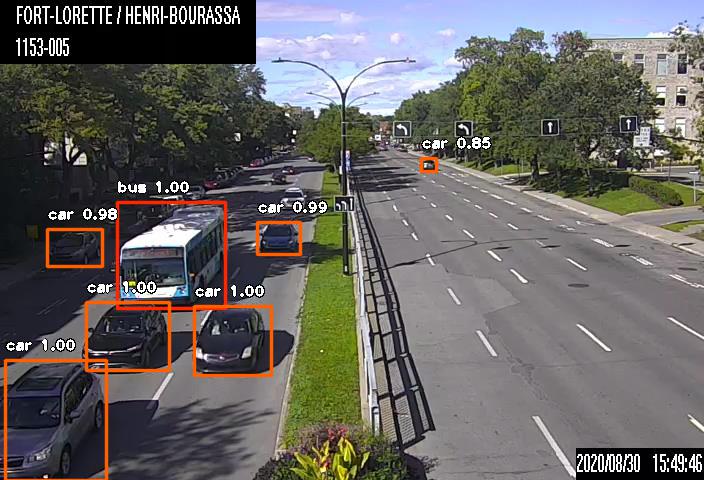 FORT-LORETTE / HENRI-BOURASSA
1153-005
car 0.85
bus 1.00
car 0.98
car 0.99
car 1.00
car 1.00
car 1.00
2020/08/30 15:49:46